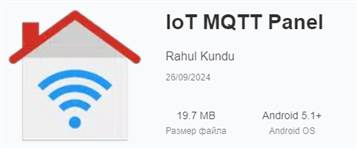 IoT MQTT Panel
Rahul Kundu
26/09/2024
19.7 MB Android 5.1+
Размер файла Android OS